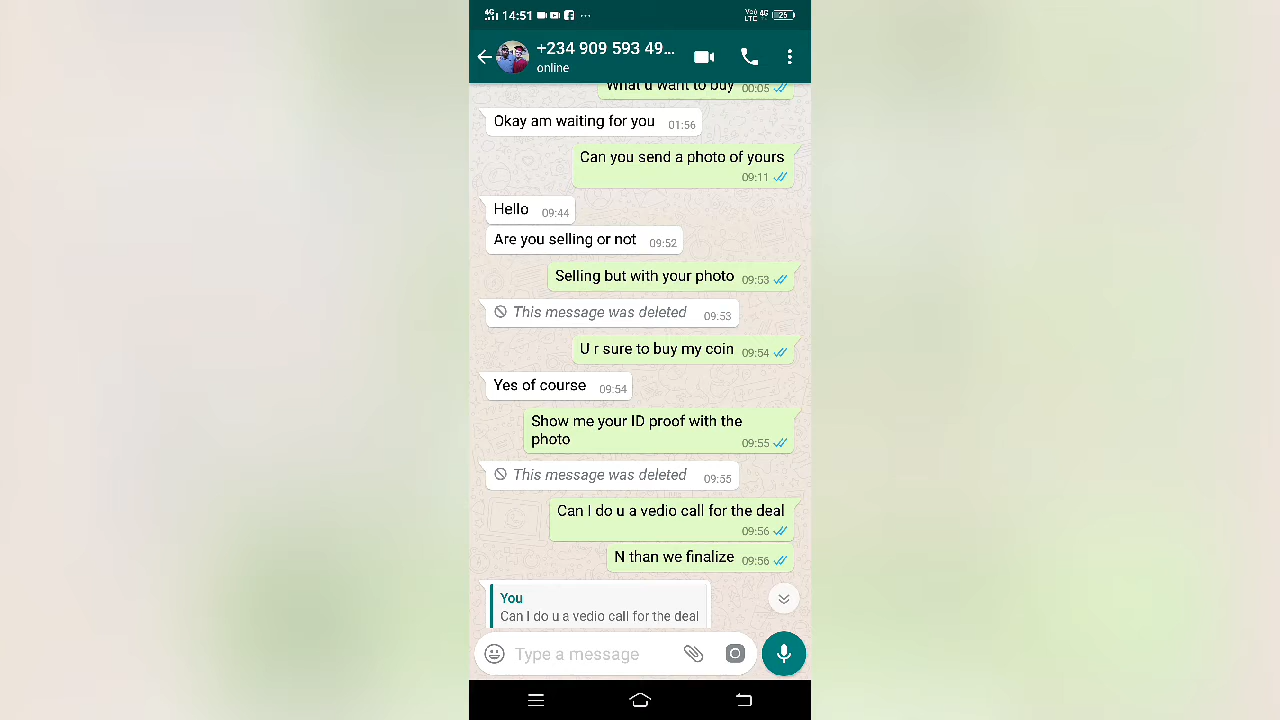 4G 14:51 ... Vo) 4G LTE 25
+234 909 593 49...
online
What u want to buy 00:05
Okay am waiting for you 01:56
Can you send a photo of yours
09:11
Hello 09:44
Are you selling or not 09:52
Selling but with your photo 09:53
This message was deleted 09:53
U r sure to buy my coin 09:54
Yes of course 09:54
Show me your ID proof with the
photo 09:55
This message was deleted 09:55
Can I do u a vedio call for the deal
09:56
N than we finalize 09:56
You
Can I do u a vedio call for the deal
Type a message